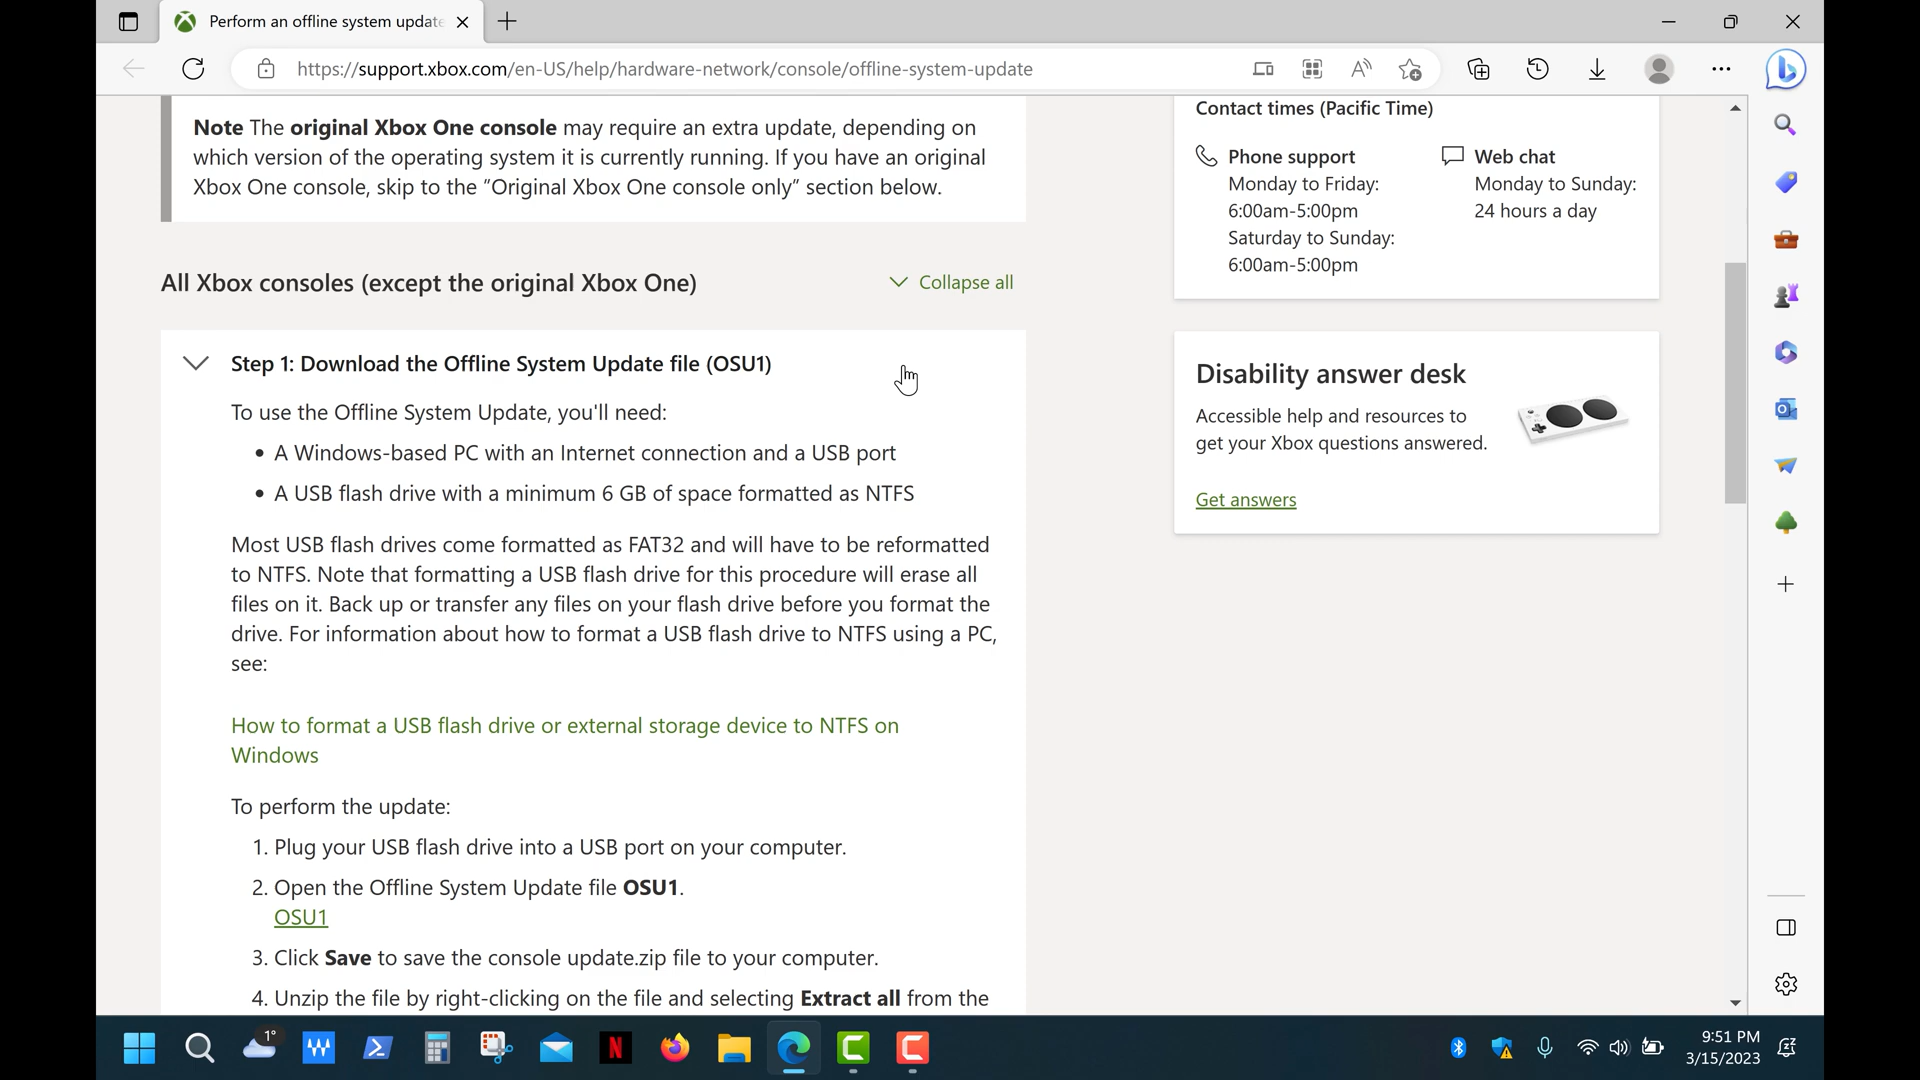 Perform an offline system update
https://support.xbox.com/en-US/help/hardware-network/console/offline-system-update
Note The original Xbox One console may require an extra update, depending on
which version of the operating system it is currently running. If you have an original
Xbox One console, skip to the “Original Xbox One console only” section below.
All Xbox consoles (except the original Xbox One)
Collapse all
Step 1: Download the Offline System Update file (OSU1)
To use the Offline System Update, you'll need:
• A Windows-based PC with an Internet connection and a USB port
• A USB flash drive with a minimum 6 GB of space formatted as NTFS
Most USB flash drives come formatted as FAT32 and will have to be reformatted
to NTFS. Note that formatting a USB flash drive for this procedure will erase all
files on it. Back up or transfer any files on your flash drive before you format the
drive. For information about how to format a USB flash drive to NTFS using a PC,
see:
How to format a USB flash drive or external storage device to NTFS on
Windows
To perform the update:
1. Plug your USB flash drive into a USB port on your computer.
2. Open the Offline System Update file OSU1.
OSU1
3. Click Save to save the console update.zip file to your computer.
4. Unzip the file by right-clicking on the file and selecting Extract all from the
Contact times (Pacific Time)
Phone support
Monday to Friday:
6:00am-5:00pm
Saturday to Sunday:
6:00am-5:00pm
Web chat
Monday to Sunday:
24 hours a day
Disability answer desk
Accessible help and resources to
get your Xbox questions answered.
Get answers
1°
9:51 PM
3/15/2023